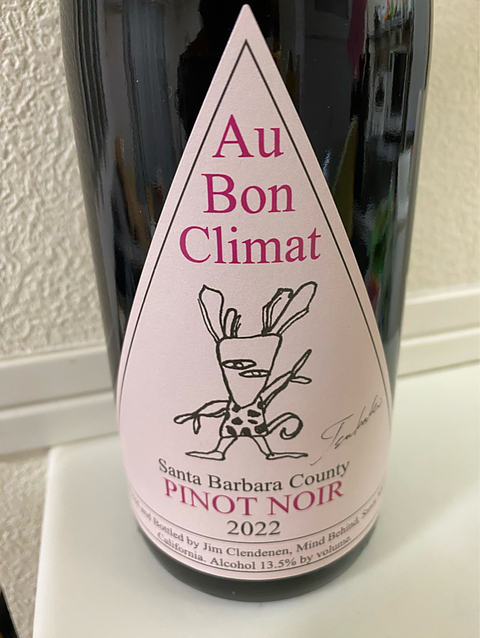 Au
Bon
Climat
Santa Barbara County
PINOT NOIR
2022
and Bottled by Jim Clendenen, Mind Behind, Santa
California. Alcohol 13.5% by volume